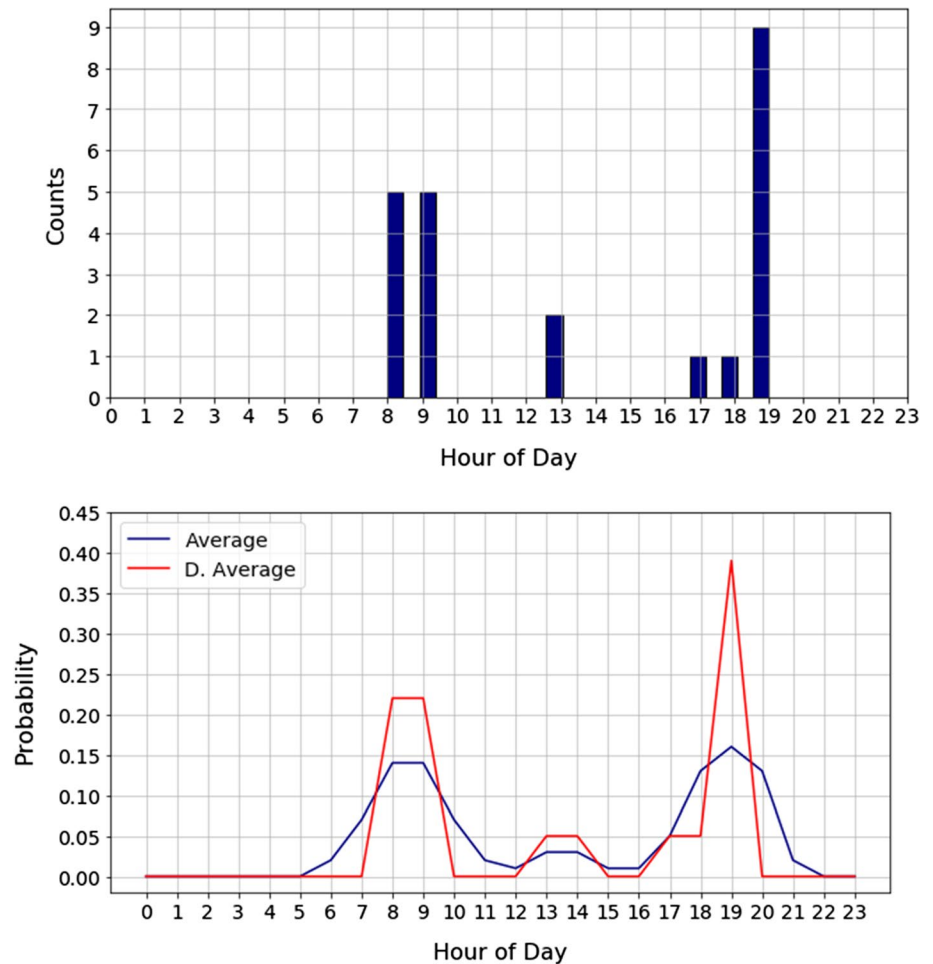 9
8
7
6
5
4
3
2
1
0
Counts
0 1 2 3 4 5 6 7 8 9 10 11 12 13 14 15 16 17 18 19 20 21 22 23
Hour of Day
0.45
0.40
0.35
0.30
0.25
0.20
0.15
0.10
0.05
0.00
Probability
Average
D. Average
0 1 2 3 4 5 6 7 8 9 10 11 12 13 14 15 16 17 18 19 20 21 22 23
Hour of Day